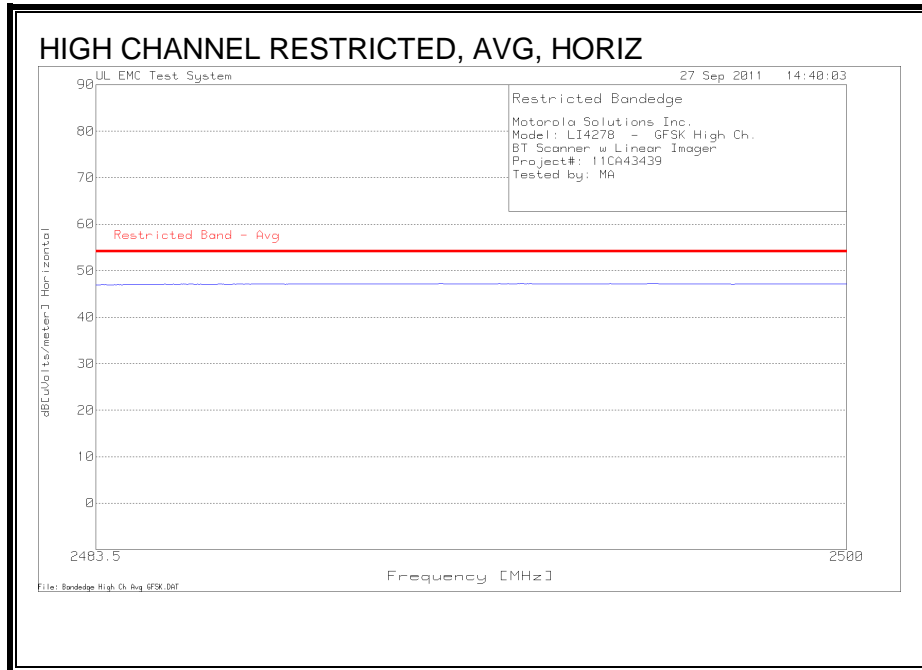 HIGH CHANNEL RESTRICTED, AVG, HORIZ
UL EMC Test System
27 Sep 2011 14:40:03
Restricted Bandedge
Motorola Solutions Inc.
Model: LI4278 - GFSK High Ch.
BT Scanner w Linear Imager
Project#: 11CA43439
Tested by: MA
90
80
70
60
50
40
30
20
10
0
Restricted Band - Avg
dB[uVolts/meter] Horizontal
2483.5
2500
Frequency [MHz]
File: Bandedge High Ch Avg GFSK.DAT